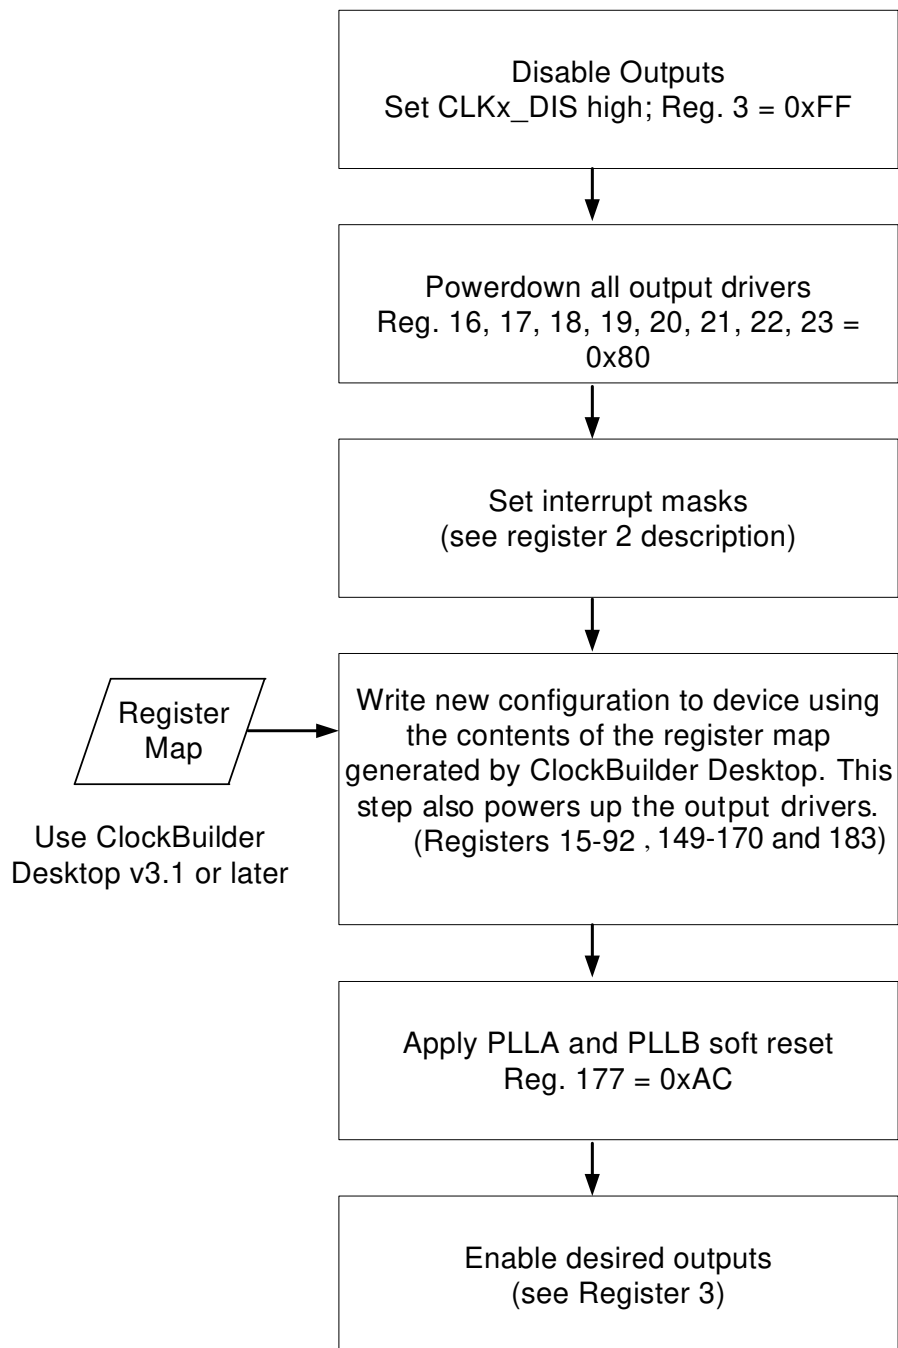 Disable Outputs
Set CLKx_DIS high; Reg. 3 = 0xFF
Powerdown all output drivers
Reg. 16, 17, 18, 19, 20, 21, 22, 23 =
0x80
Set interrupt masks
(see register 2 description)
Register
Map
Use ClockBuilder
Desktop v3.1 or later
Write new configuration to device using
the contents of the register map
generated by ClockBuilder Desktop. This
step also powers up the output drivers.
(Registers 15-92 , 149-170 and 183)
Apply PLLA and PLLB soft reset
Reg. 177 = 0xAC
Enable desired outputs
(see Register 3)